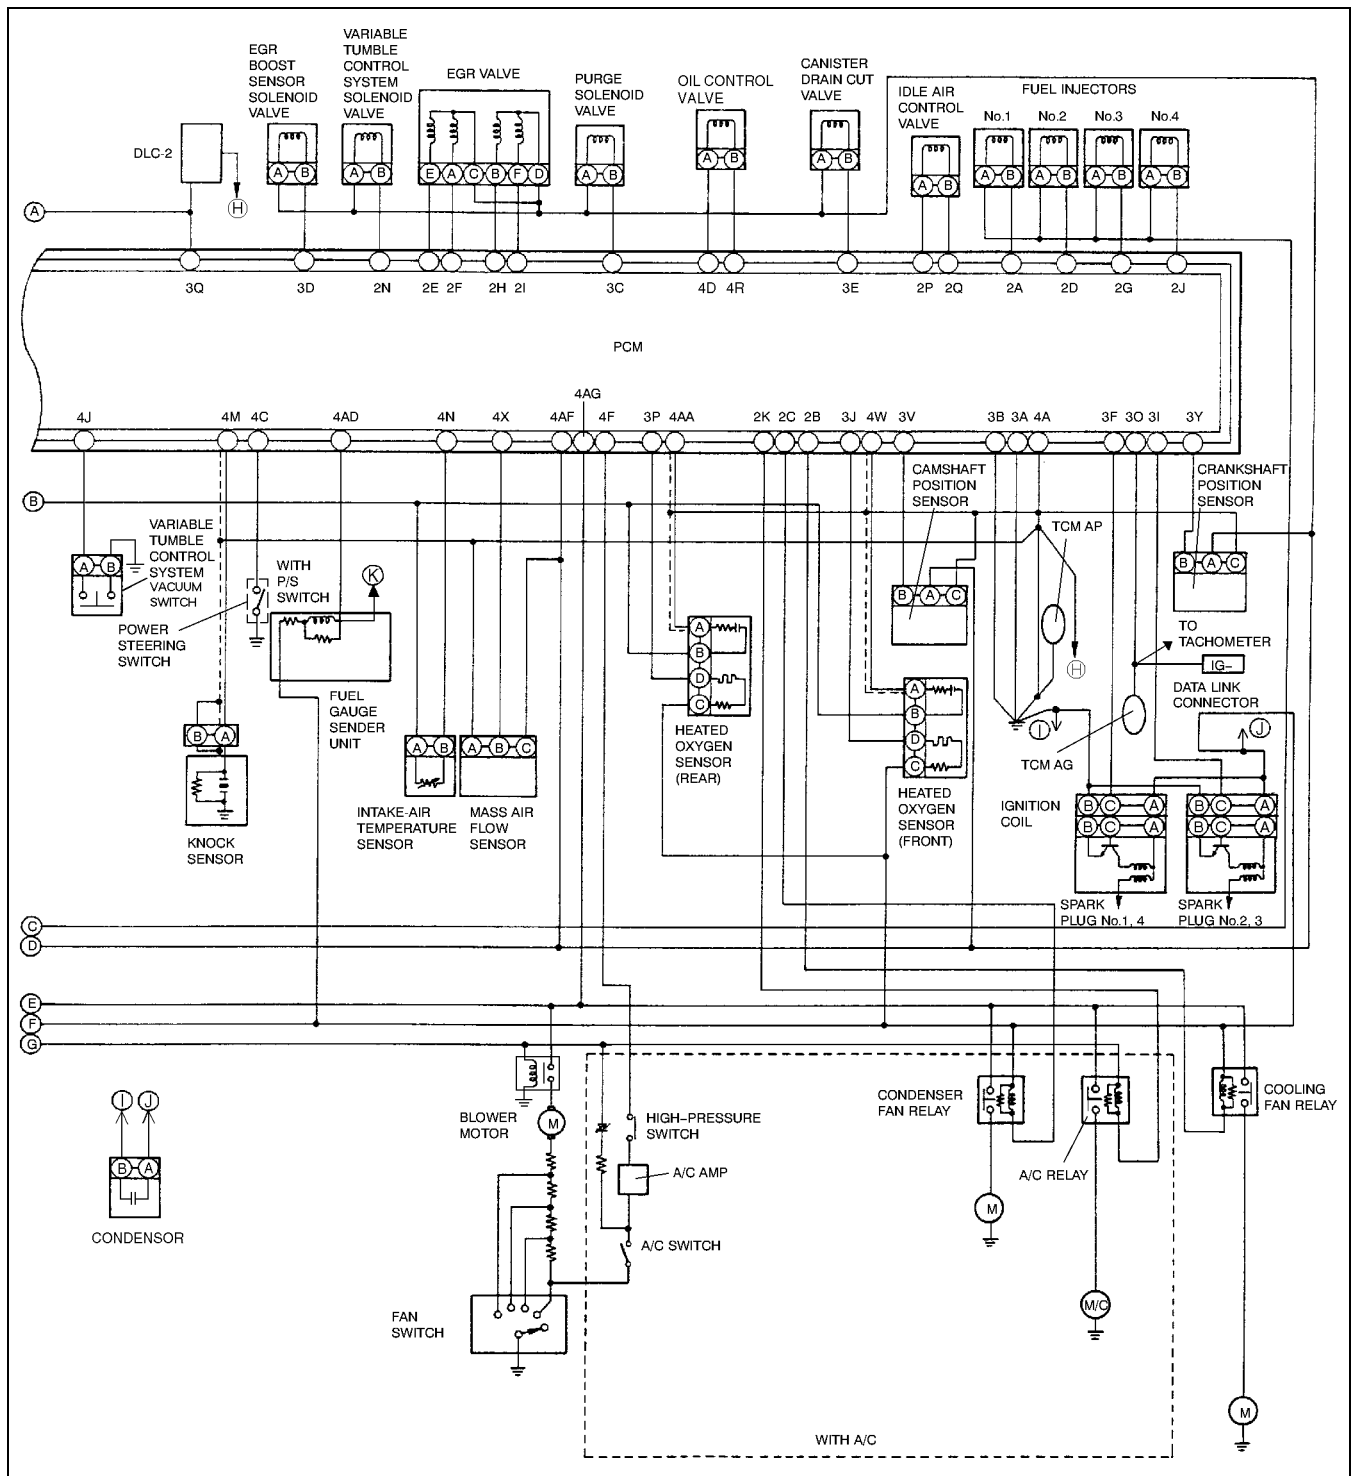 EGR
BOOST
SENSOR
SOLENOID
VALVE
VARIABLE
TUMBLE
CONTROL
SYSTEM
SOLENOID
VALVE
EGR VALVE
PURGE
SOLENOID
VALVE
OIL CONTROL
VALVE
CANISTER
DRAIN CUT
VALVE
IDLE AIR
CONTROL
VALVE
FUEL INJECTORS
No.1 No.2 No.3 No.4
DLC-2
H
A B
A B
E A C B F D
A B
A B
A B
A B
A B
A B
A B
A B
A
3Q 3D 2N 2E 2F 2H 2I 3C 4D 4R 3E 2P 2Q 2A 2D 2G 2J
PCM
4J 4M 4C 4AD 4N 4X 4AF 4AG 4F 3P 4AA 2K 2C 2B 3J 4W 3V 3B 3A 4A 3F 3O 3I 3Y
B
VARIABLE
TUMBLE
CONTROL
SYSTEM
VACUUM
SWITCH
A B
WITH
P/S
SWITCH
K
POWER
STEERING
SWITCH
FUEL
GAUGE
SENDER
UNIT
B A
KNOCK
SENSOR
A B
INTAKE-AIR
TEMPERATURE
SENSOR
A B C
MASS AIR
FLOW
SENSOR
A
B
D
C
HEATED
OXYGEN
SENSOR
(REAR)
CAMSHAFT
POSITION
SENSOR
B A C
A
B
D
C
HEATED
OXYGEN
SENSOR
(FRONT)
TCM AP
H
I
TCM AG
CRANKSHAFT
POSITION
SENSOR
B A C
TO
TACHOMETER
IG-
DATA LINK
CONNECTOR
J
IGNITION
COIL
B C A
B C A
B C A
B C A
SPARK
PLUG No.1, 4
SPARK
PLUG No.2, 3
C
D
E
F
G
I J
B A
CONDENSOR
BLOWER
MOTOR
M
FAN
SWITCH
HIGH-PRESSURE
SWITCH
A/C AMP
A/C SWITCH
CONDENSER
FAN RELAY
M
A/C RELAY
M/C
COOLING
FAN RELAY
M
WITH A/C